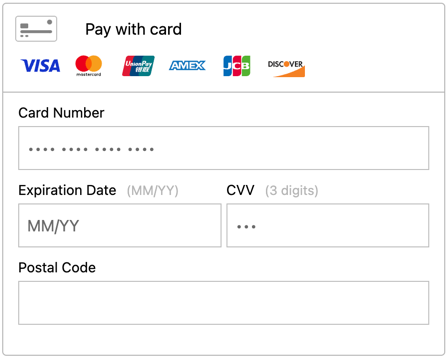 Pay with card
VISA mastercard UnionPay 银联 AMEX JCB DISCOVER
Card Number
•••• •••• •••• ••••
Expiration Date (MM/YY) CVV (3 digits)
MM/YY •••
Postal Code